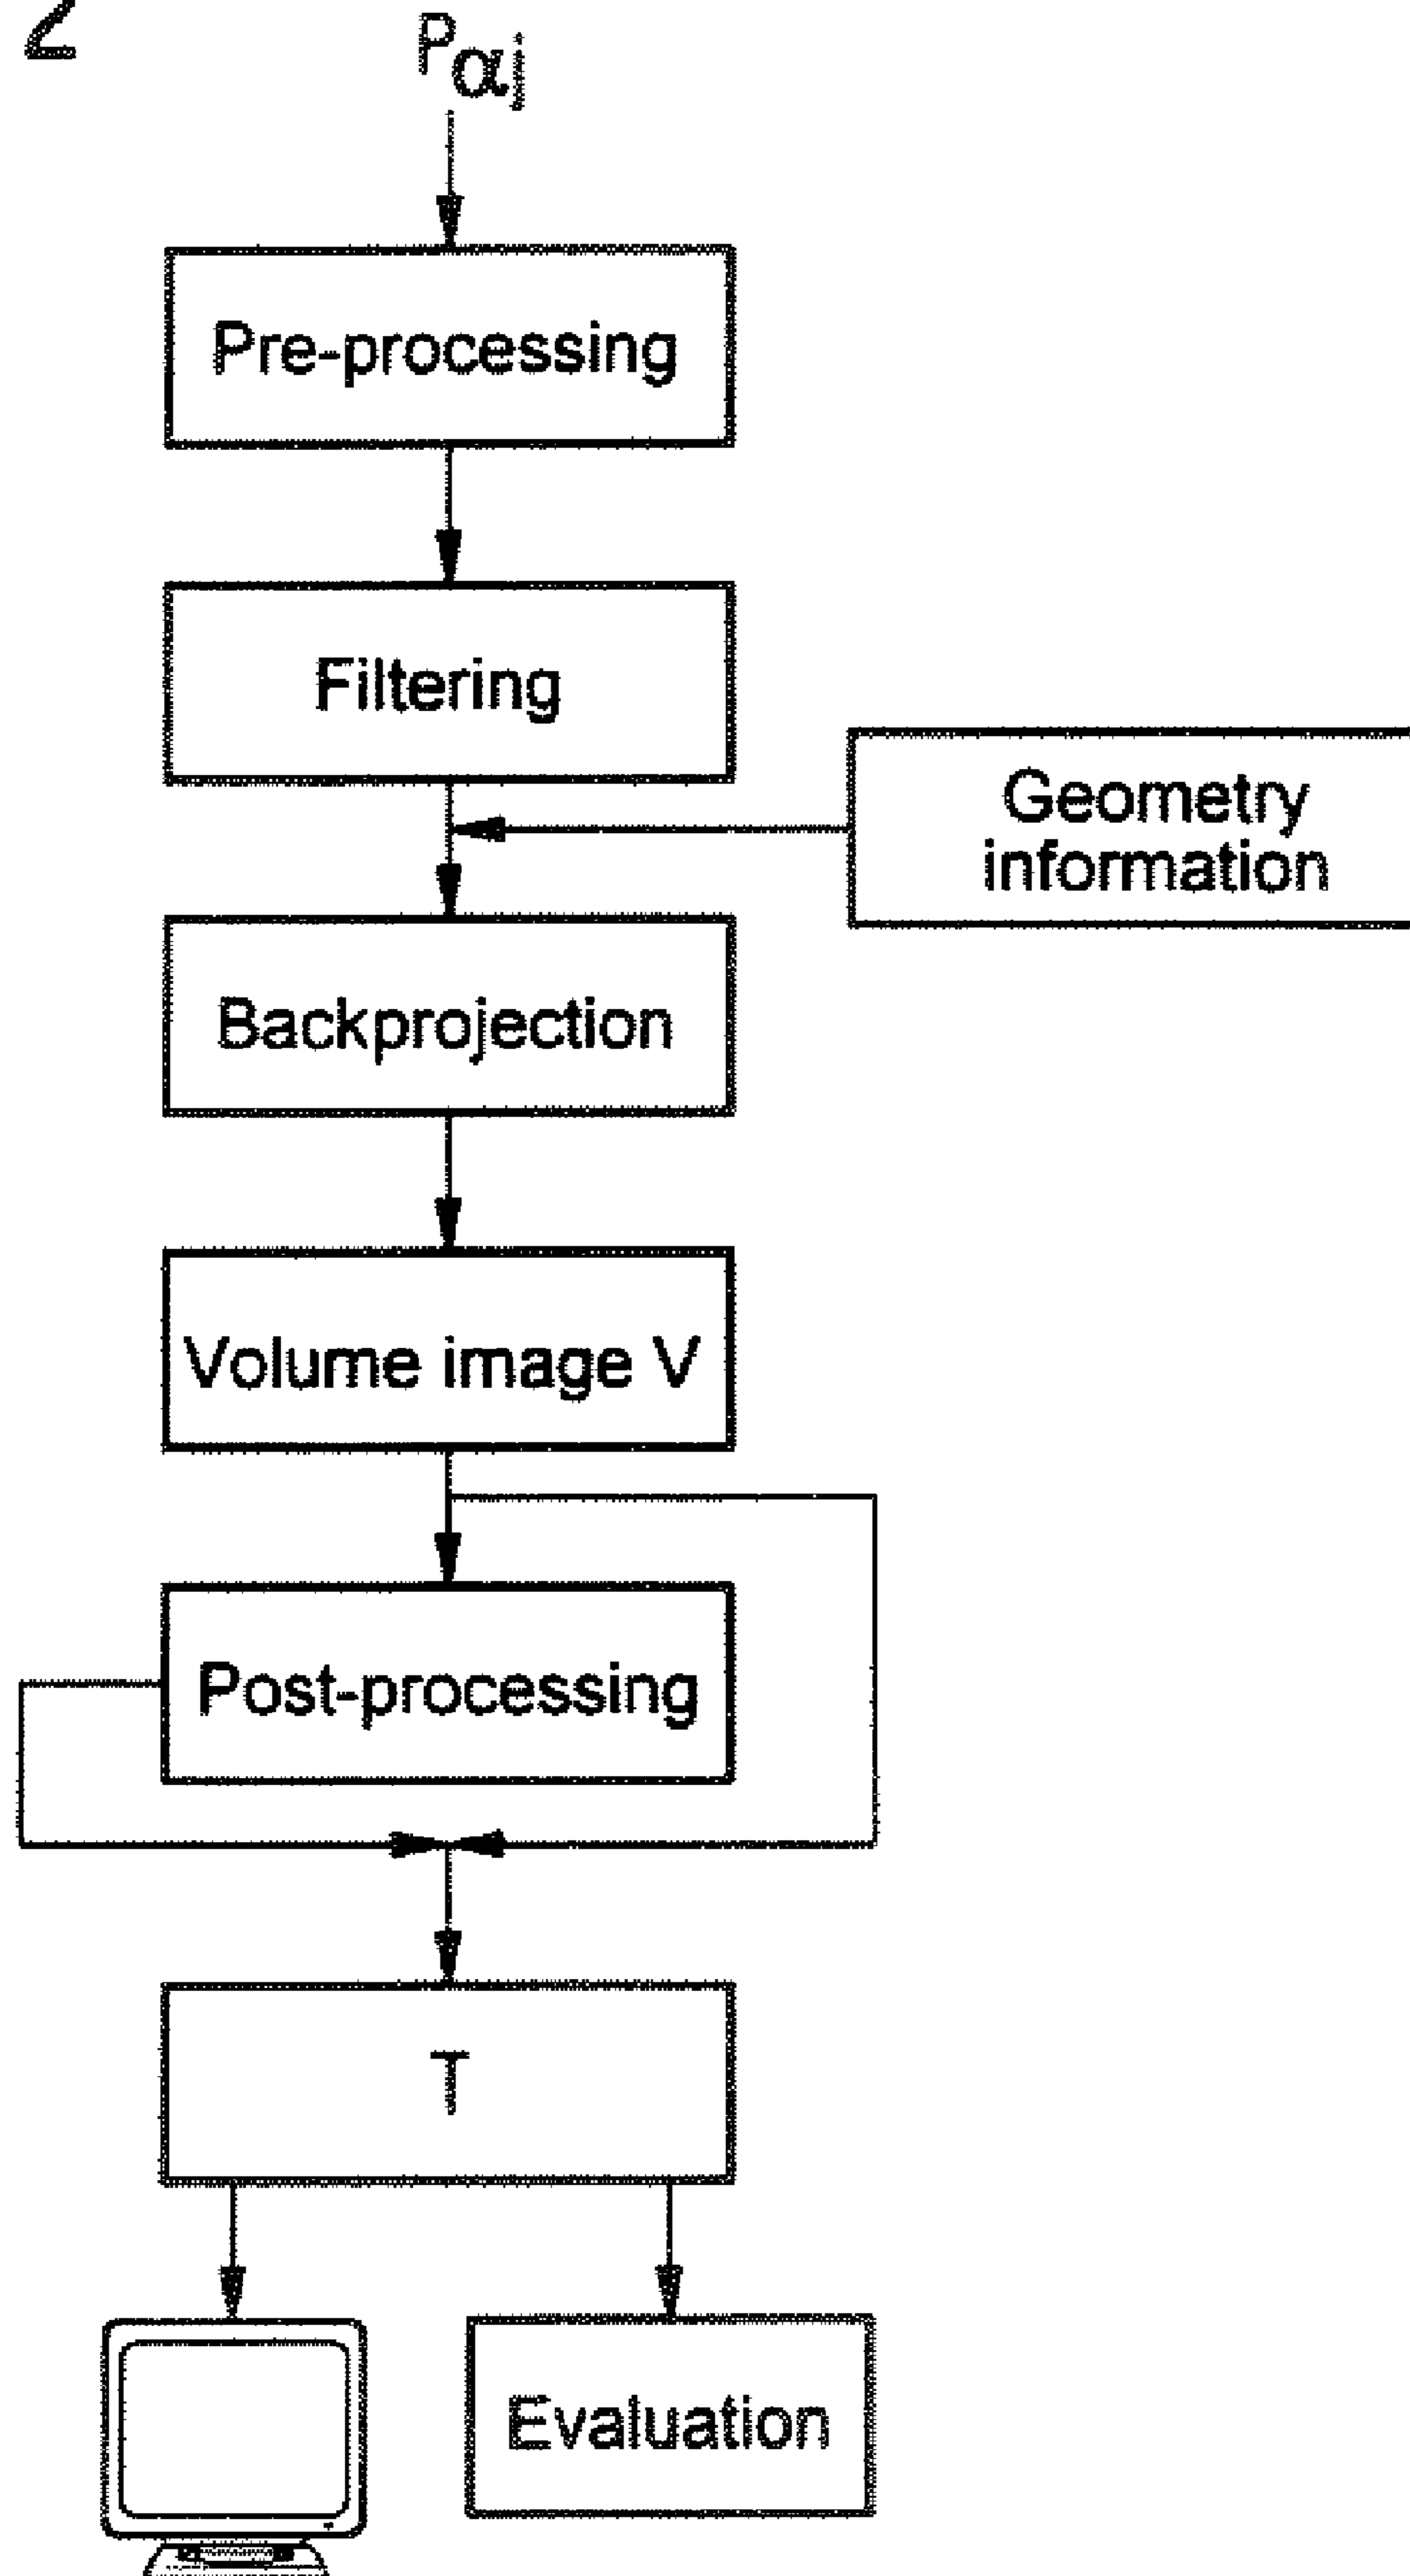 2
Pαj
Pre-processing
Filtering
Geometry
information
Backprojection
Volume image V
Post-processing
T
Evaluation